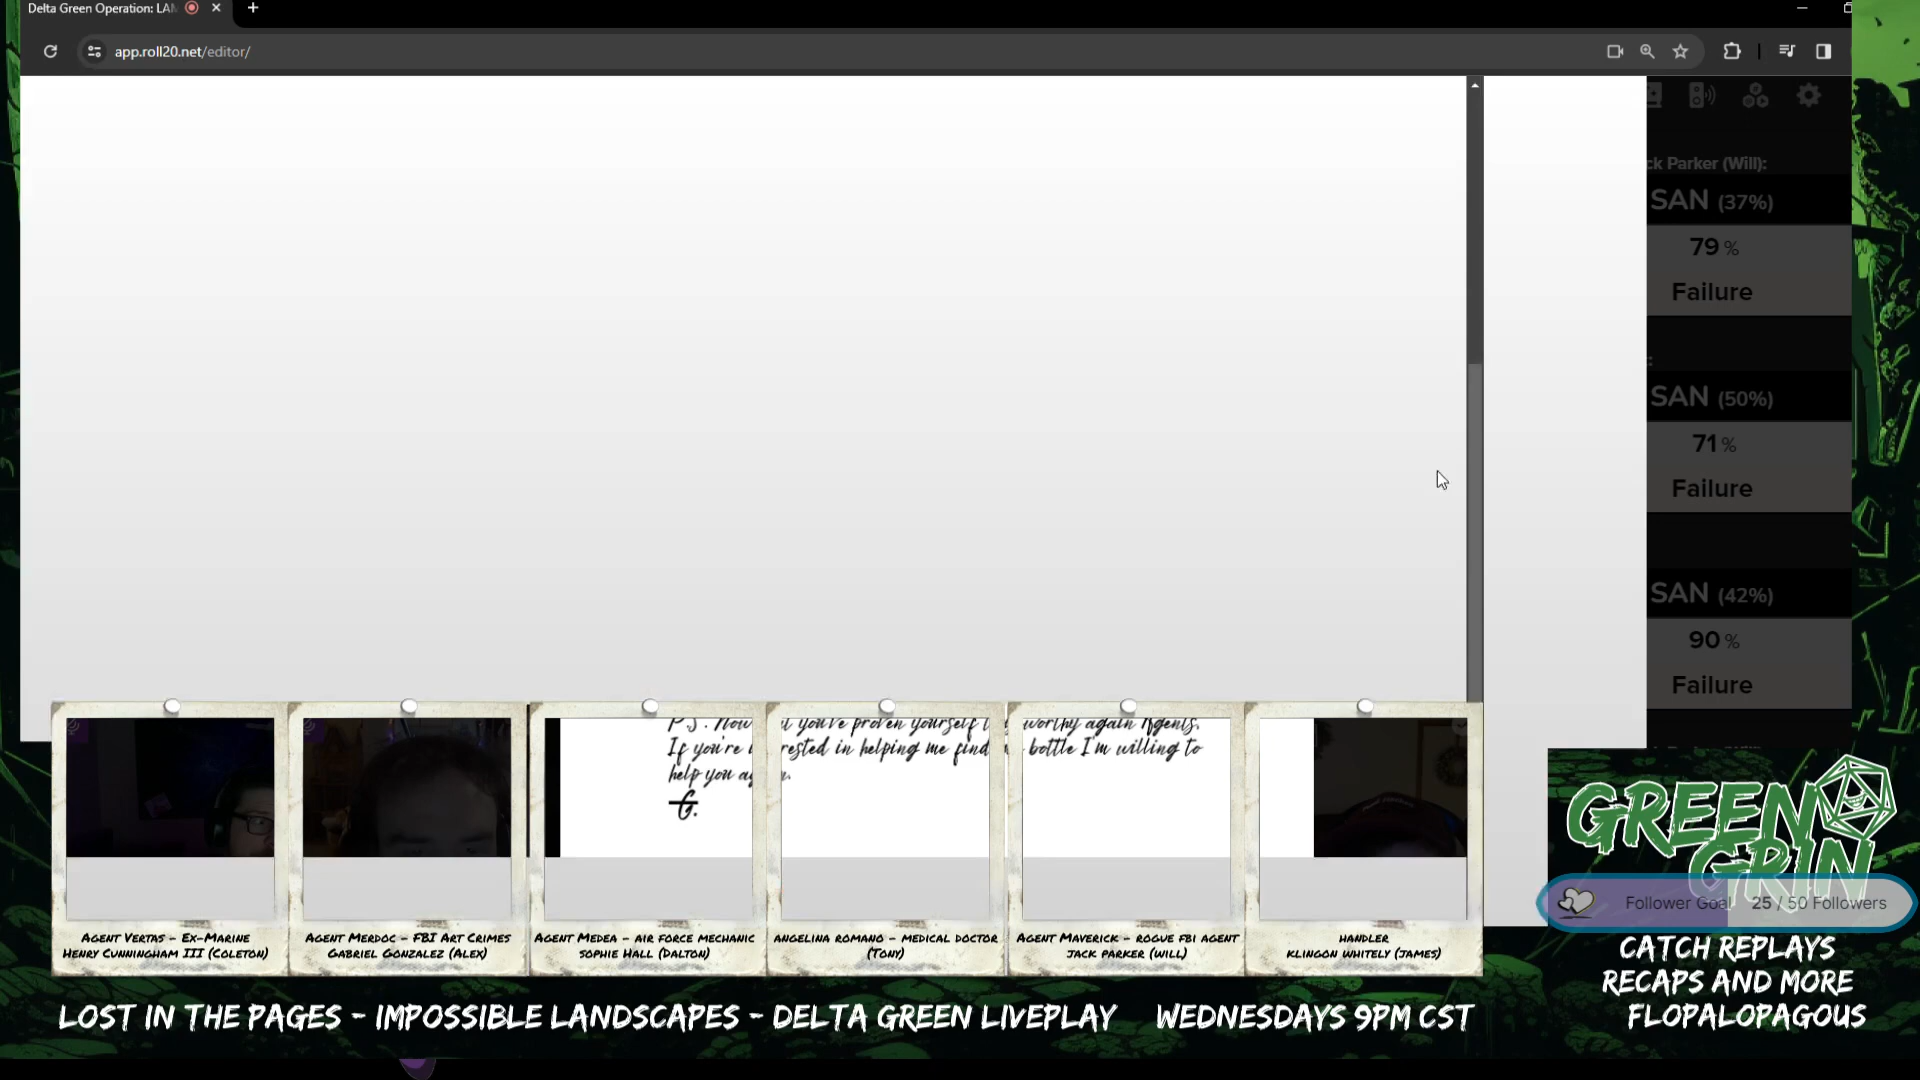 Delta Green Operation: LAM
app.roll20.net/editor/
ck Parker (Will):
SAN (37%)
79 %
Failure
:
SAN (50%)
71 %
Failure
SAN (42%)
90 %
Failure
P.S. Now you've proven yourself worthy again Agents.
If you're in rested in helping me find bottle I'm willing to
help you ag n.
G.
AGENT VERTAS - EX-MARINE
HENRY CUNNINGHAM III (COLETON)
AGENT MERDOC - FBI ART CRIMES
GABRIEL GONZALEZ (ALEX)
AGENT MEDEA - AIR FORCE MECHANIC
SOPHIE HALL (DALTON)
ANGELINA ROMANO - MEDICAL DOCTOR
(TONY)
AGENT MAVERICK - ROGUE FBI AGENT
JACK PARKER (WILL)
HANDLER
KLINGON WHITELY (JAMES)
GREEN
GRIN
Follower Goal 25 / 50 Followers
CATCH REPLAYS
RECAPS AND MORE
FLOPALOPAGOUS
LOST IN THE PAGES - IMPOSSIBLE LANDSCAPES - DELTA GREEN LIVEPLAY WEDNESDAYS 9PM CST